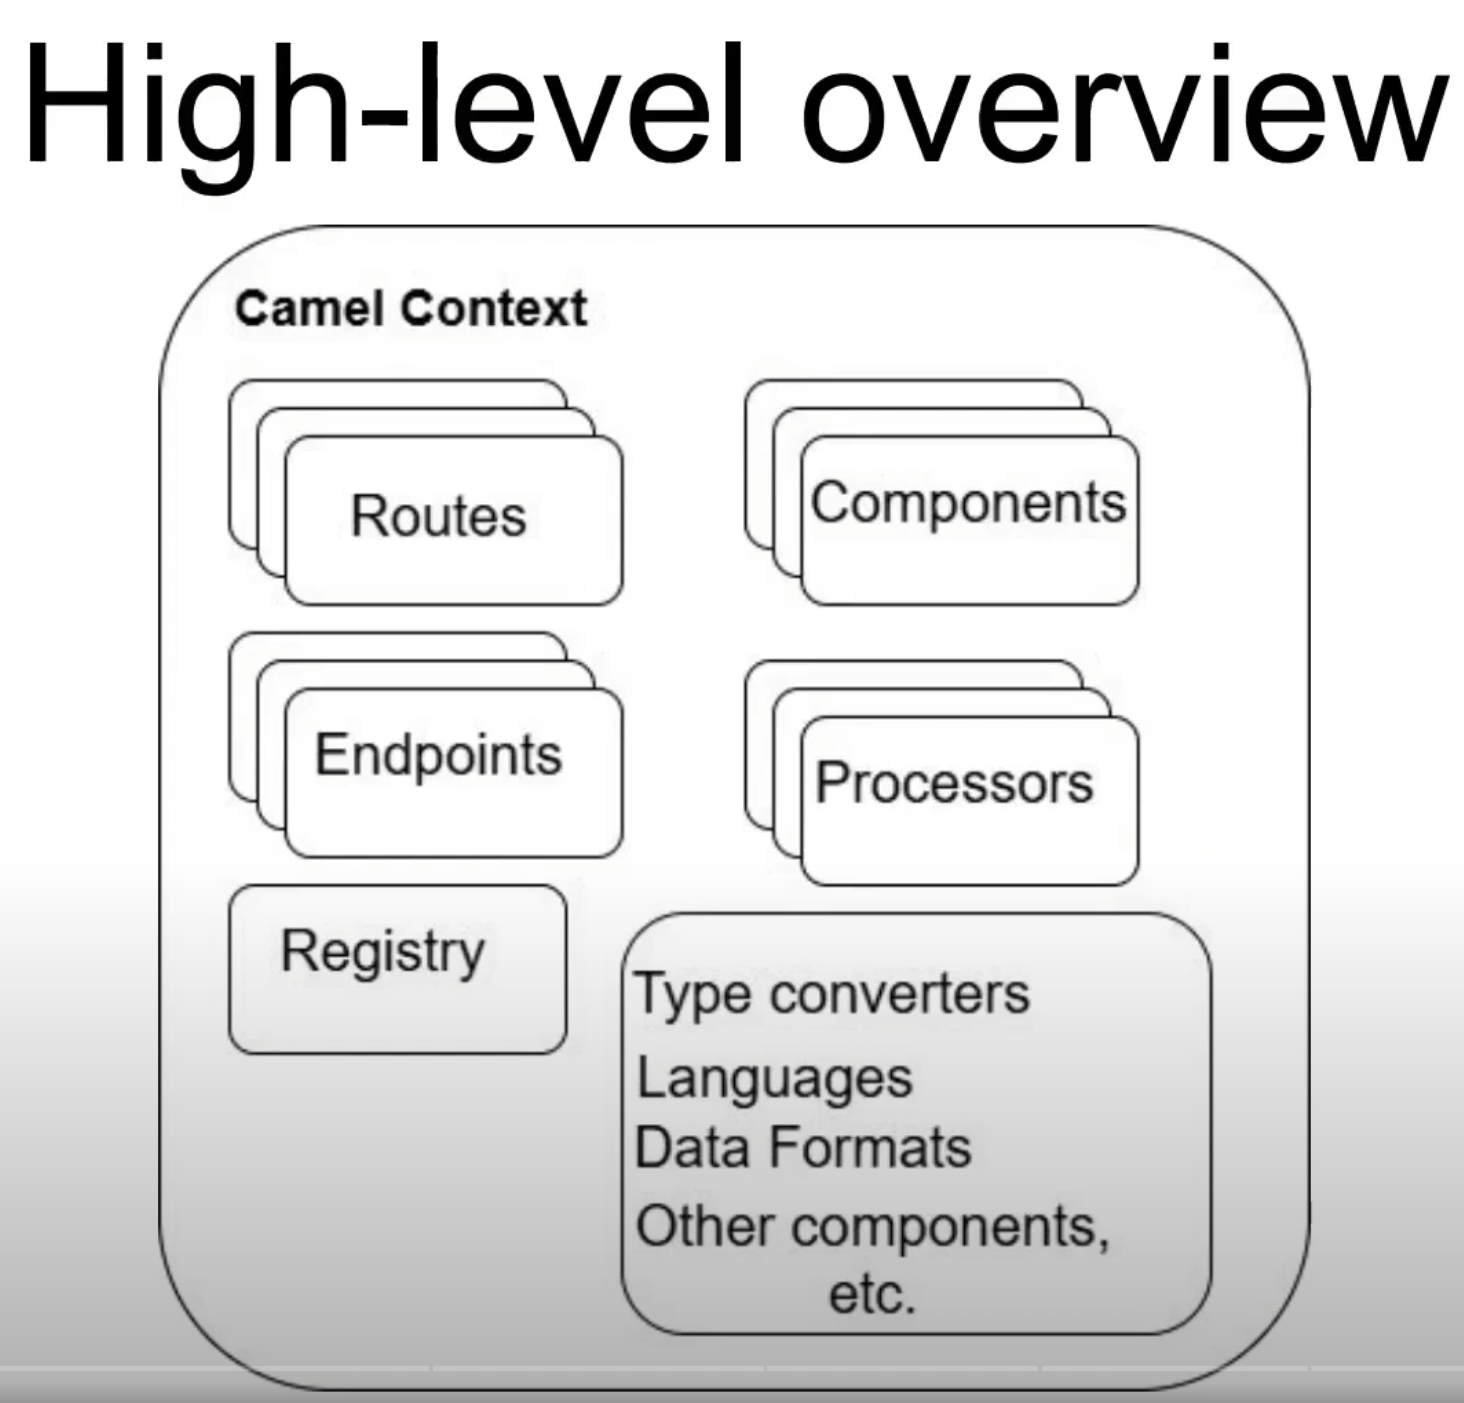 High-level overview
Camel Context
Routes
Components
Endpoints
Processors
Registry
Type converters
Languages
Data Formats
Other components,
etc.